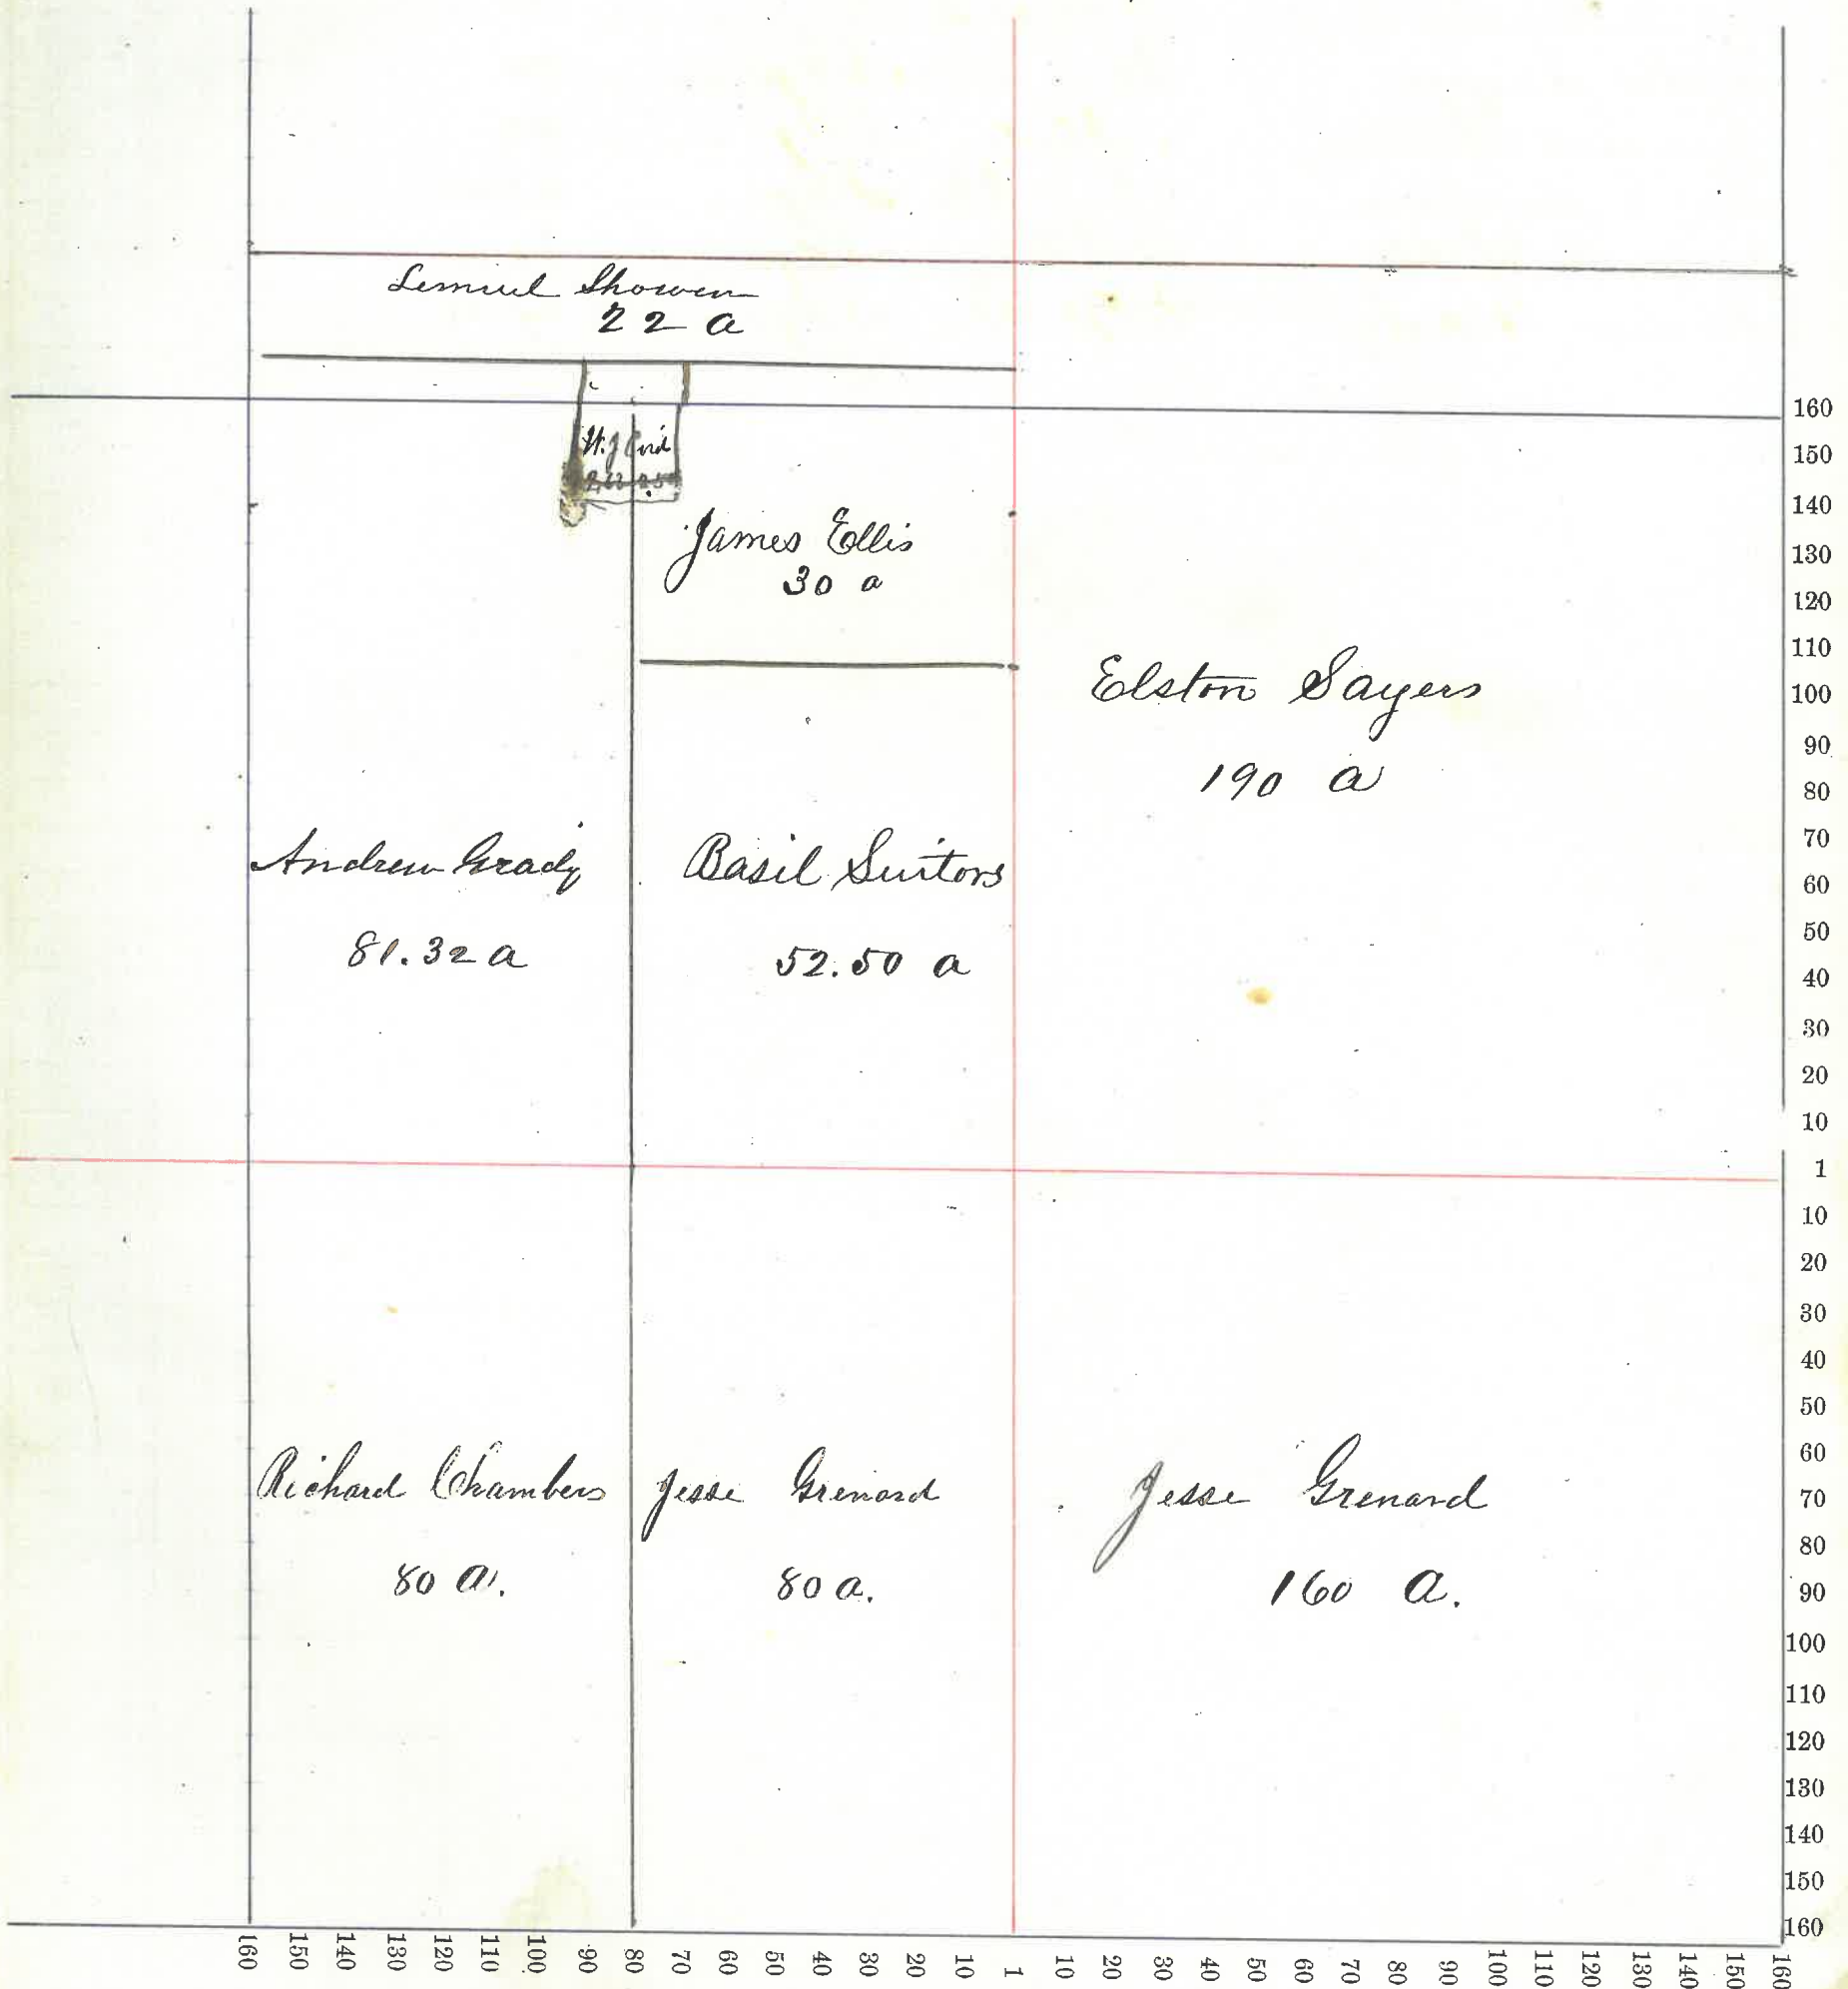 Lemuel Showen
22 a
W. J.
James Ellis
30 a
Elston Sayers
190 a
Andrew Grady
81.32 a
Basil Suitors
52.50 a
Richard Chambers
80 a.
Jesse Grenard
80 a.
Jesse Grenard
160 a.
160
150
140
130
120
110
100
90
80
70
60
50
40
30
20
10
1
10
20
30
40
50
60
70
80
90
100
110
120
130
140
150
160
160 150 140 130 120 110 100 90 80 70 60 50 40 30 20 10 1 10 20 30 40 50 60 70 80 90 100 110 120 130 140 150 160